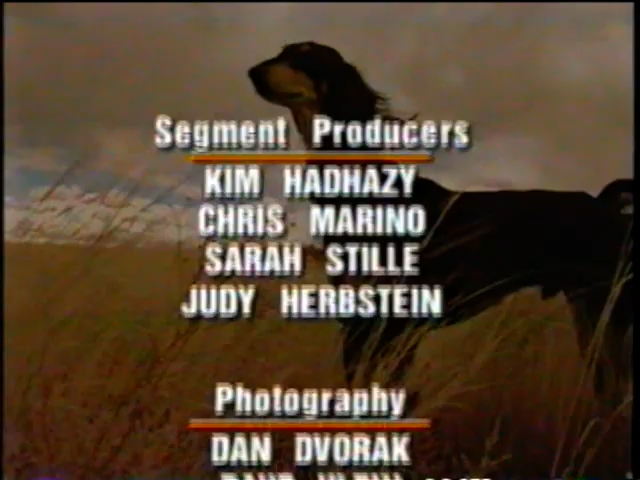 Segment Producers
KIM HADHAZY
CHRIS MARINO
SARAH STILLE
JUDY HERBSTEIN
Photography
DAN DVORAK